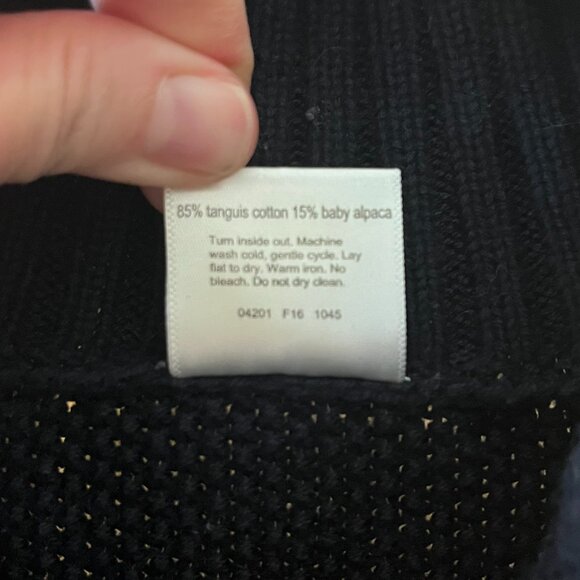 85% tanguis cotton 15% baby alpaca
Turn inside out. Machine
wash cold, gentle cycle. Lay
flat to dry. Warm iron. No
bleach. Do not dry clean.
04201 F16 1045